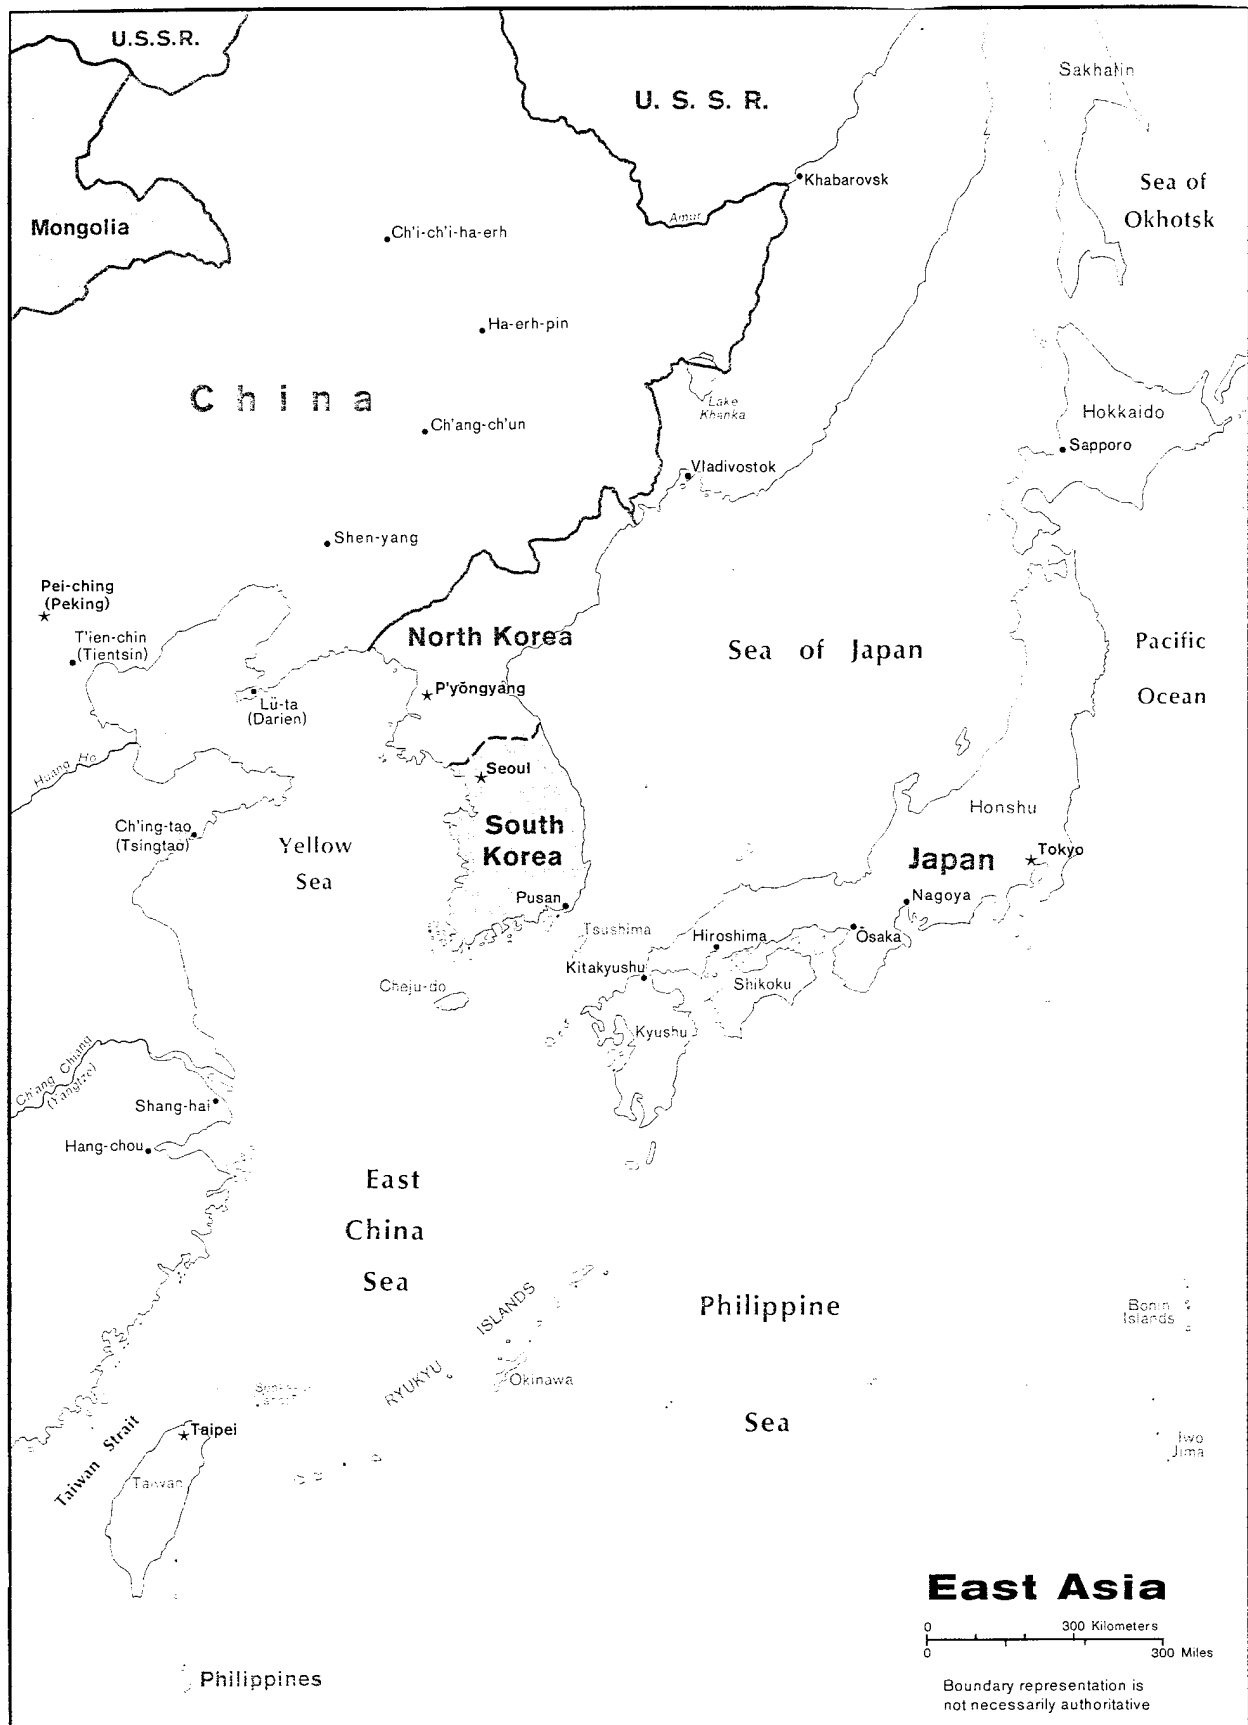 U.S.S.R.
U. S. S. R.
Sakhalin
Khabarovsk
Sea of
Okhotsk
Amur
Mongolia
Ch'i-ch'i-ha-erh
Ha-erh-pin
China
Lake
Khanka
Hokkaido
Ch'ang-ch'un
Sapporo
Vladivostok
Shen-yang
Pei-ching
(Peking)
T'ien-chin
(Tientsin)
North Korea
Sea of Japan
Pacific
Ocean
P'yŏngyang
Lü-ta
(Darien)
Huang Ho
Seoul
Honshu
Ch'ing-tao
(Tsingtao)
Yellow
Sea
South
Korea
Japan
Tokyo
Pusan
Nagoya
Tsushima
Hiroshima
Ōsaka
Kitakyushu
Cheju-do
Shikoku
Kyushu
Ch'ang Chiang
(Yangtze)
Shang-hai
Hang-chou
East
China
Sea
RYUKYU ISLANDS
Philippine
Sea
Bonin
Islands
Okinawa
Taiwan Strait
Taipei
Taiwan
Iwo
Jima
East Asia
0 300 Kilometers
0 300 Miles
Philippines
Boundary representation is
not necessarily authoritative